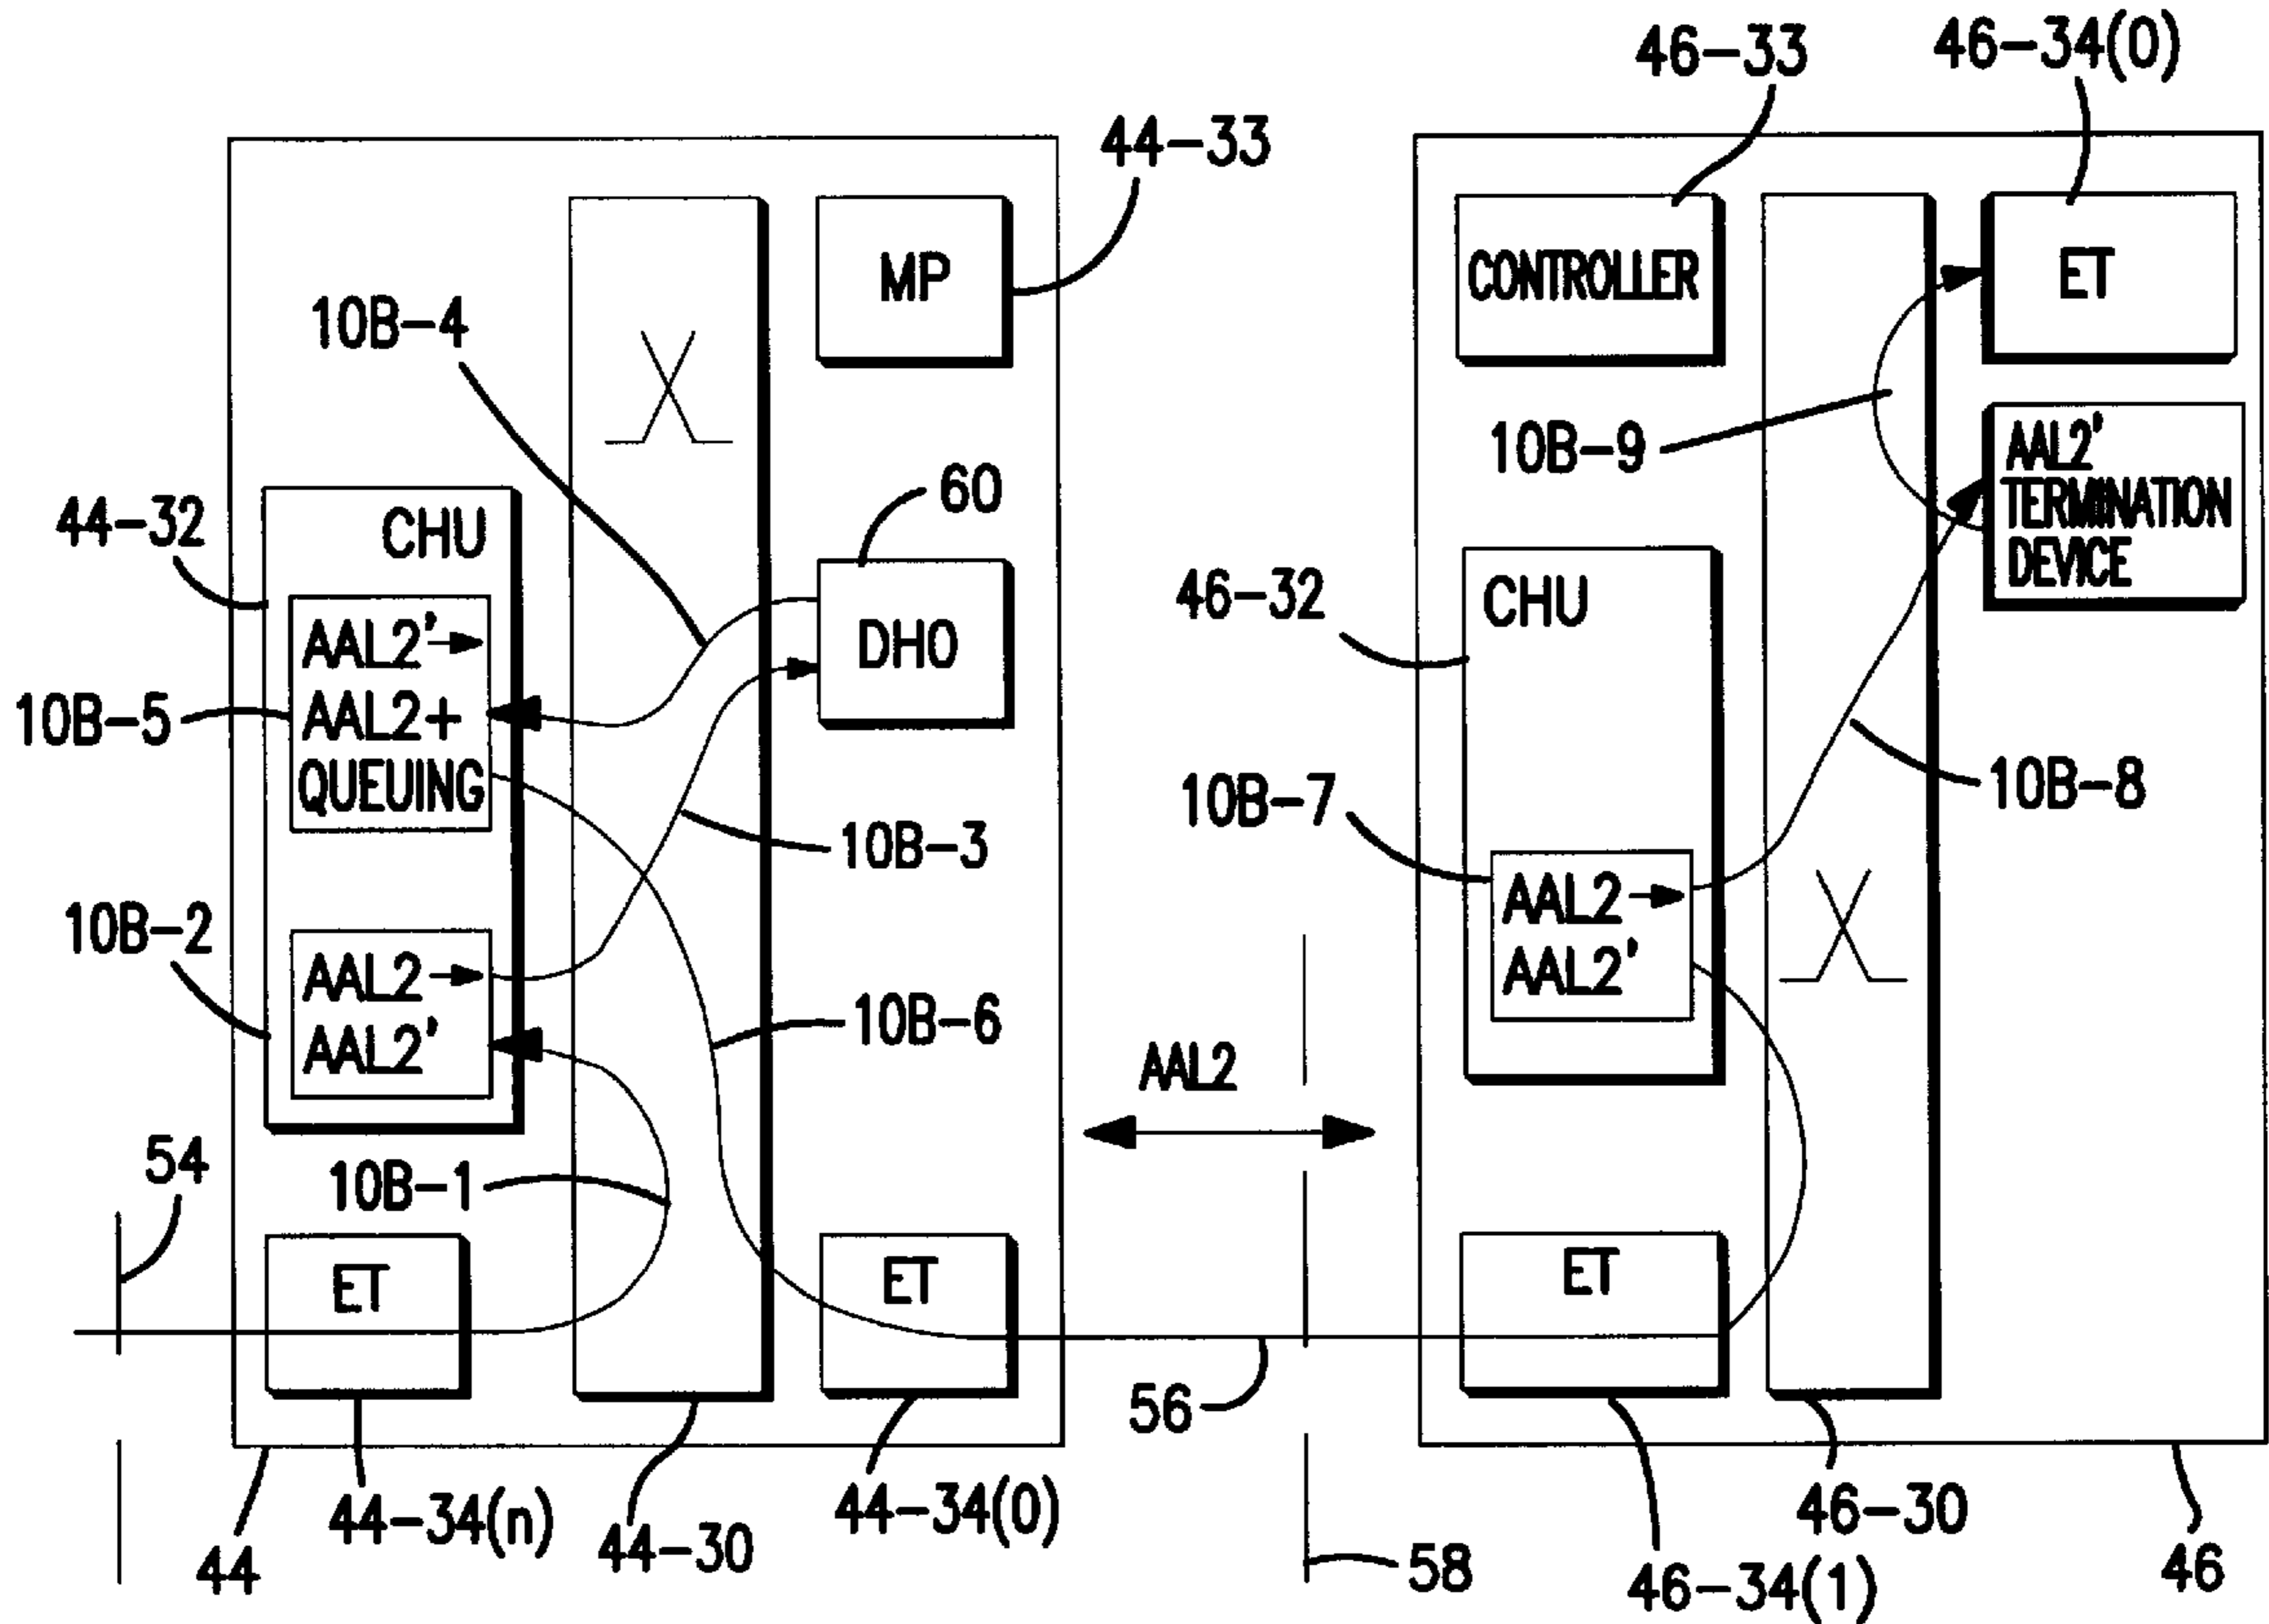 46-33
46-34(0)
44-33
MP
CONTROLLER
ET
10B-4
10B-9
AAL2'
TERMINATION
DEVICE
60
44-32
CHU
DHO
46-32
CHU
AAL2'→
AAL2+
QUEUING
10B-5
10B-8
10B-7
10B-3
AAL2→
AAL2'
10B-2
AAL2→
AAL2'
10B-6
AAL2
54
10B-1
ET
ET
ET
56
44-34(n)
44-30
44-34(0)
46-30
44
58
46-34(1)
46